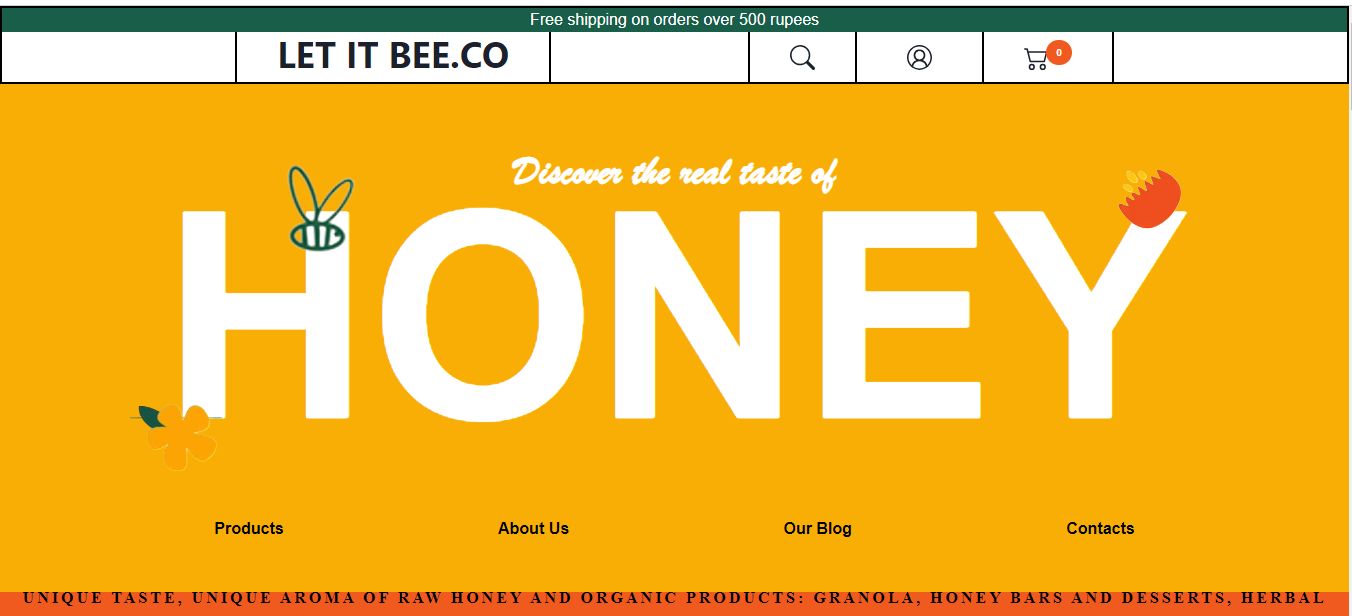 Free shipping on orders over 500 rupees
LET IT BEE.CO
0
Discover the real taste of
HONEY
Products
About Us
Our Blog
Contacts
UNIQUE TASTE, UNIQUE AROMA OF RAW HONEY AND ORGANIC PRODUCTS: GRANOLA, HONEY BARS AND DESSERTS, HERBAL